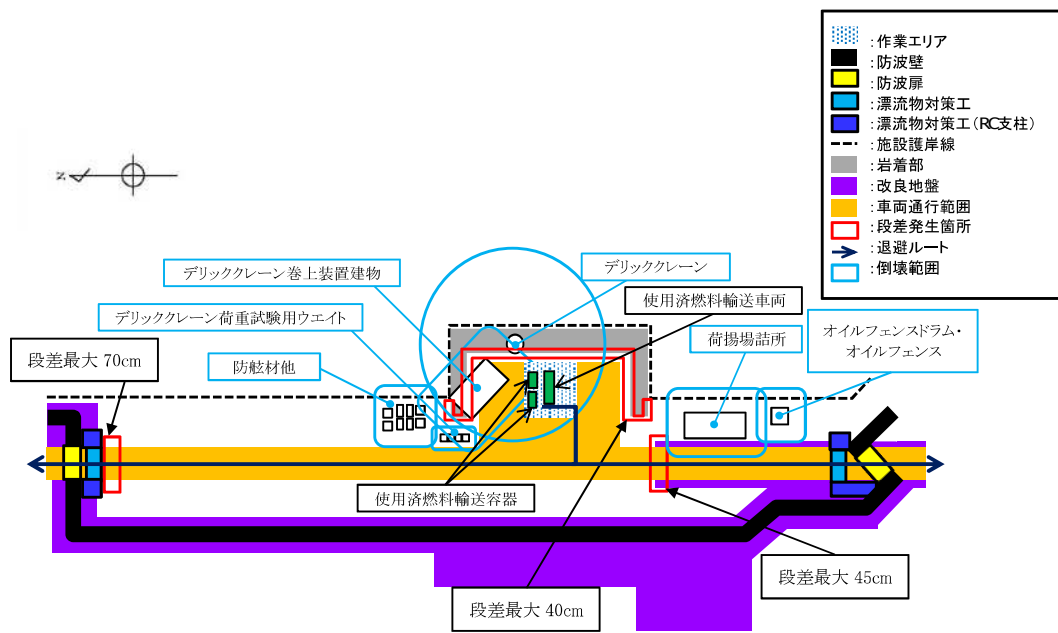 :作業エリア
:防波壁
:防波扉
:漂流物対策工
:漂流物対策工(RC支柱)
:施設護岸線
:岩着部
:改良地盤
:車両通行範囲
:段差発生箇所
:退避ルート
:倒壊範囲
N
デリッククレーン巻上装置建物
デリッククレーン
使用済燃料輸送車両
デリッククレーン荷重試験用ウエイト
荷揚場詰所
オイルフェンスドラム・
オイルフェンス
段差最大 70cm
防舷材他
使用済燃料輸送容器
段差最大 40cm
段差最大 45cm